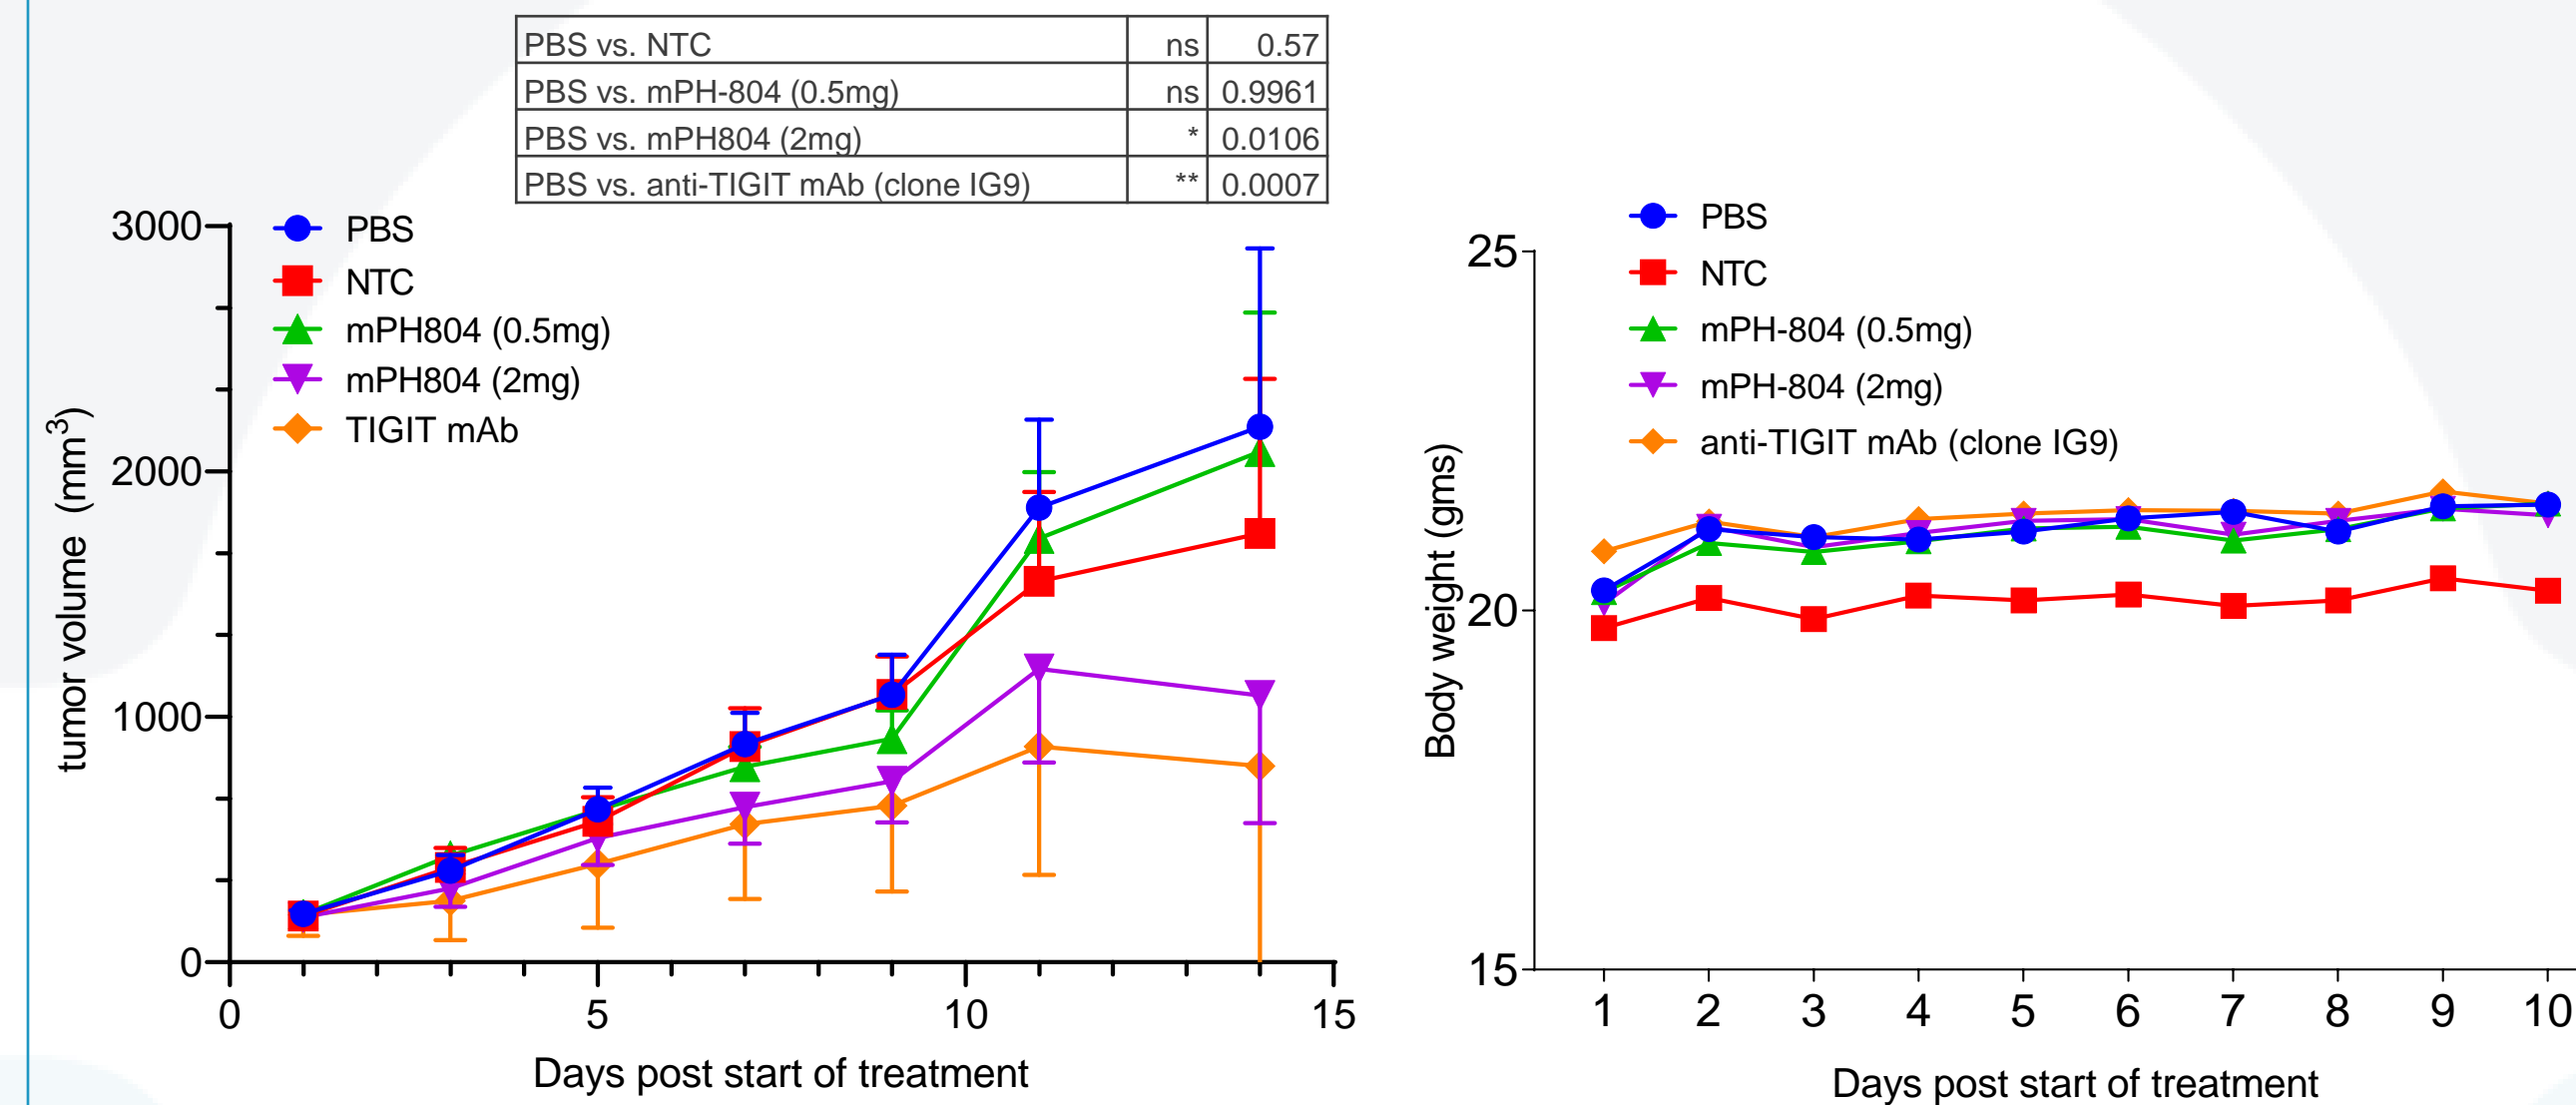 PBS vs. NTC ns 0.57
PBS vs. mPH-804 (0.5mg) ns 0.9961
PBS vs. mPH804 (2mg) * 0.0106
PBS vs. anti-TIGIT mAb (clone IG9) ** 0.0007
PBS
NTC
mPH804 (0.5mg)
mPH804 (2mg)
TIGIT mAb
tumor volume (mm³)
3000
2000
1000
0
0 5 10 15
Days post start of treatment
PBS
NTC
mPH-804 (0.5mg)
mPH-804 (2mg)
anti-TIGIT mAb (clone IG9)
Body weight (gms)
25
20
15
1 2 3 4 5 6 7 8 9 10
Days post start of treatment